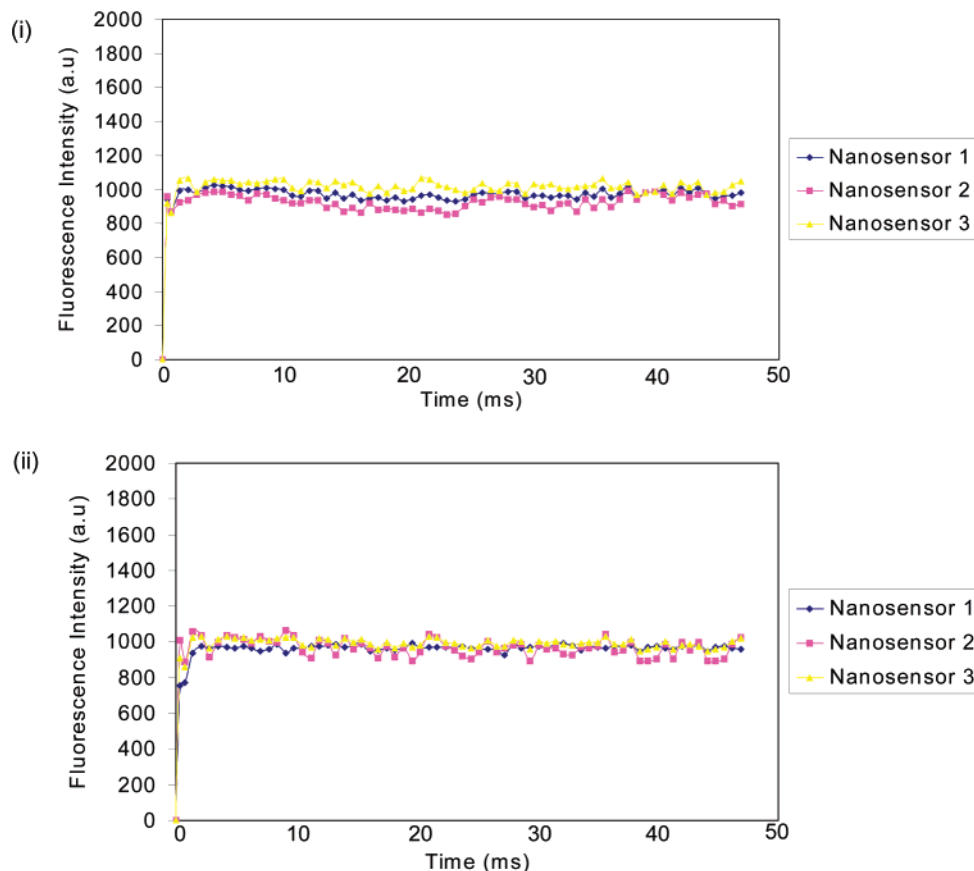 (i)
Fluorescence Intensity (a.u)
2000
1800
1600
1400
1200
1000
800
600
400
200
0
0 10 20 30 40 50
Time (ms)
Nanosensor 1
Nanosensor 2
Nanosensor 3
(ii)
Fluorescence Intensity (a.u)
2000
1800
1600
1400
1200
1000
800
600
400
200
0
0 10 20 30 40 50
Time (ms)
Nanosensor 1
Nanosensor 2
Nanosensor 3